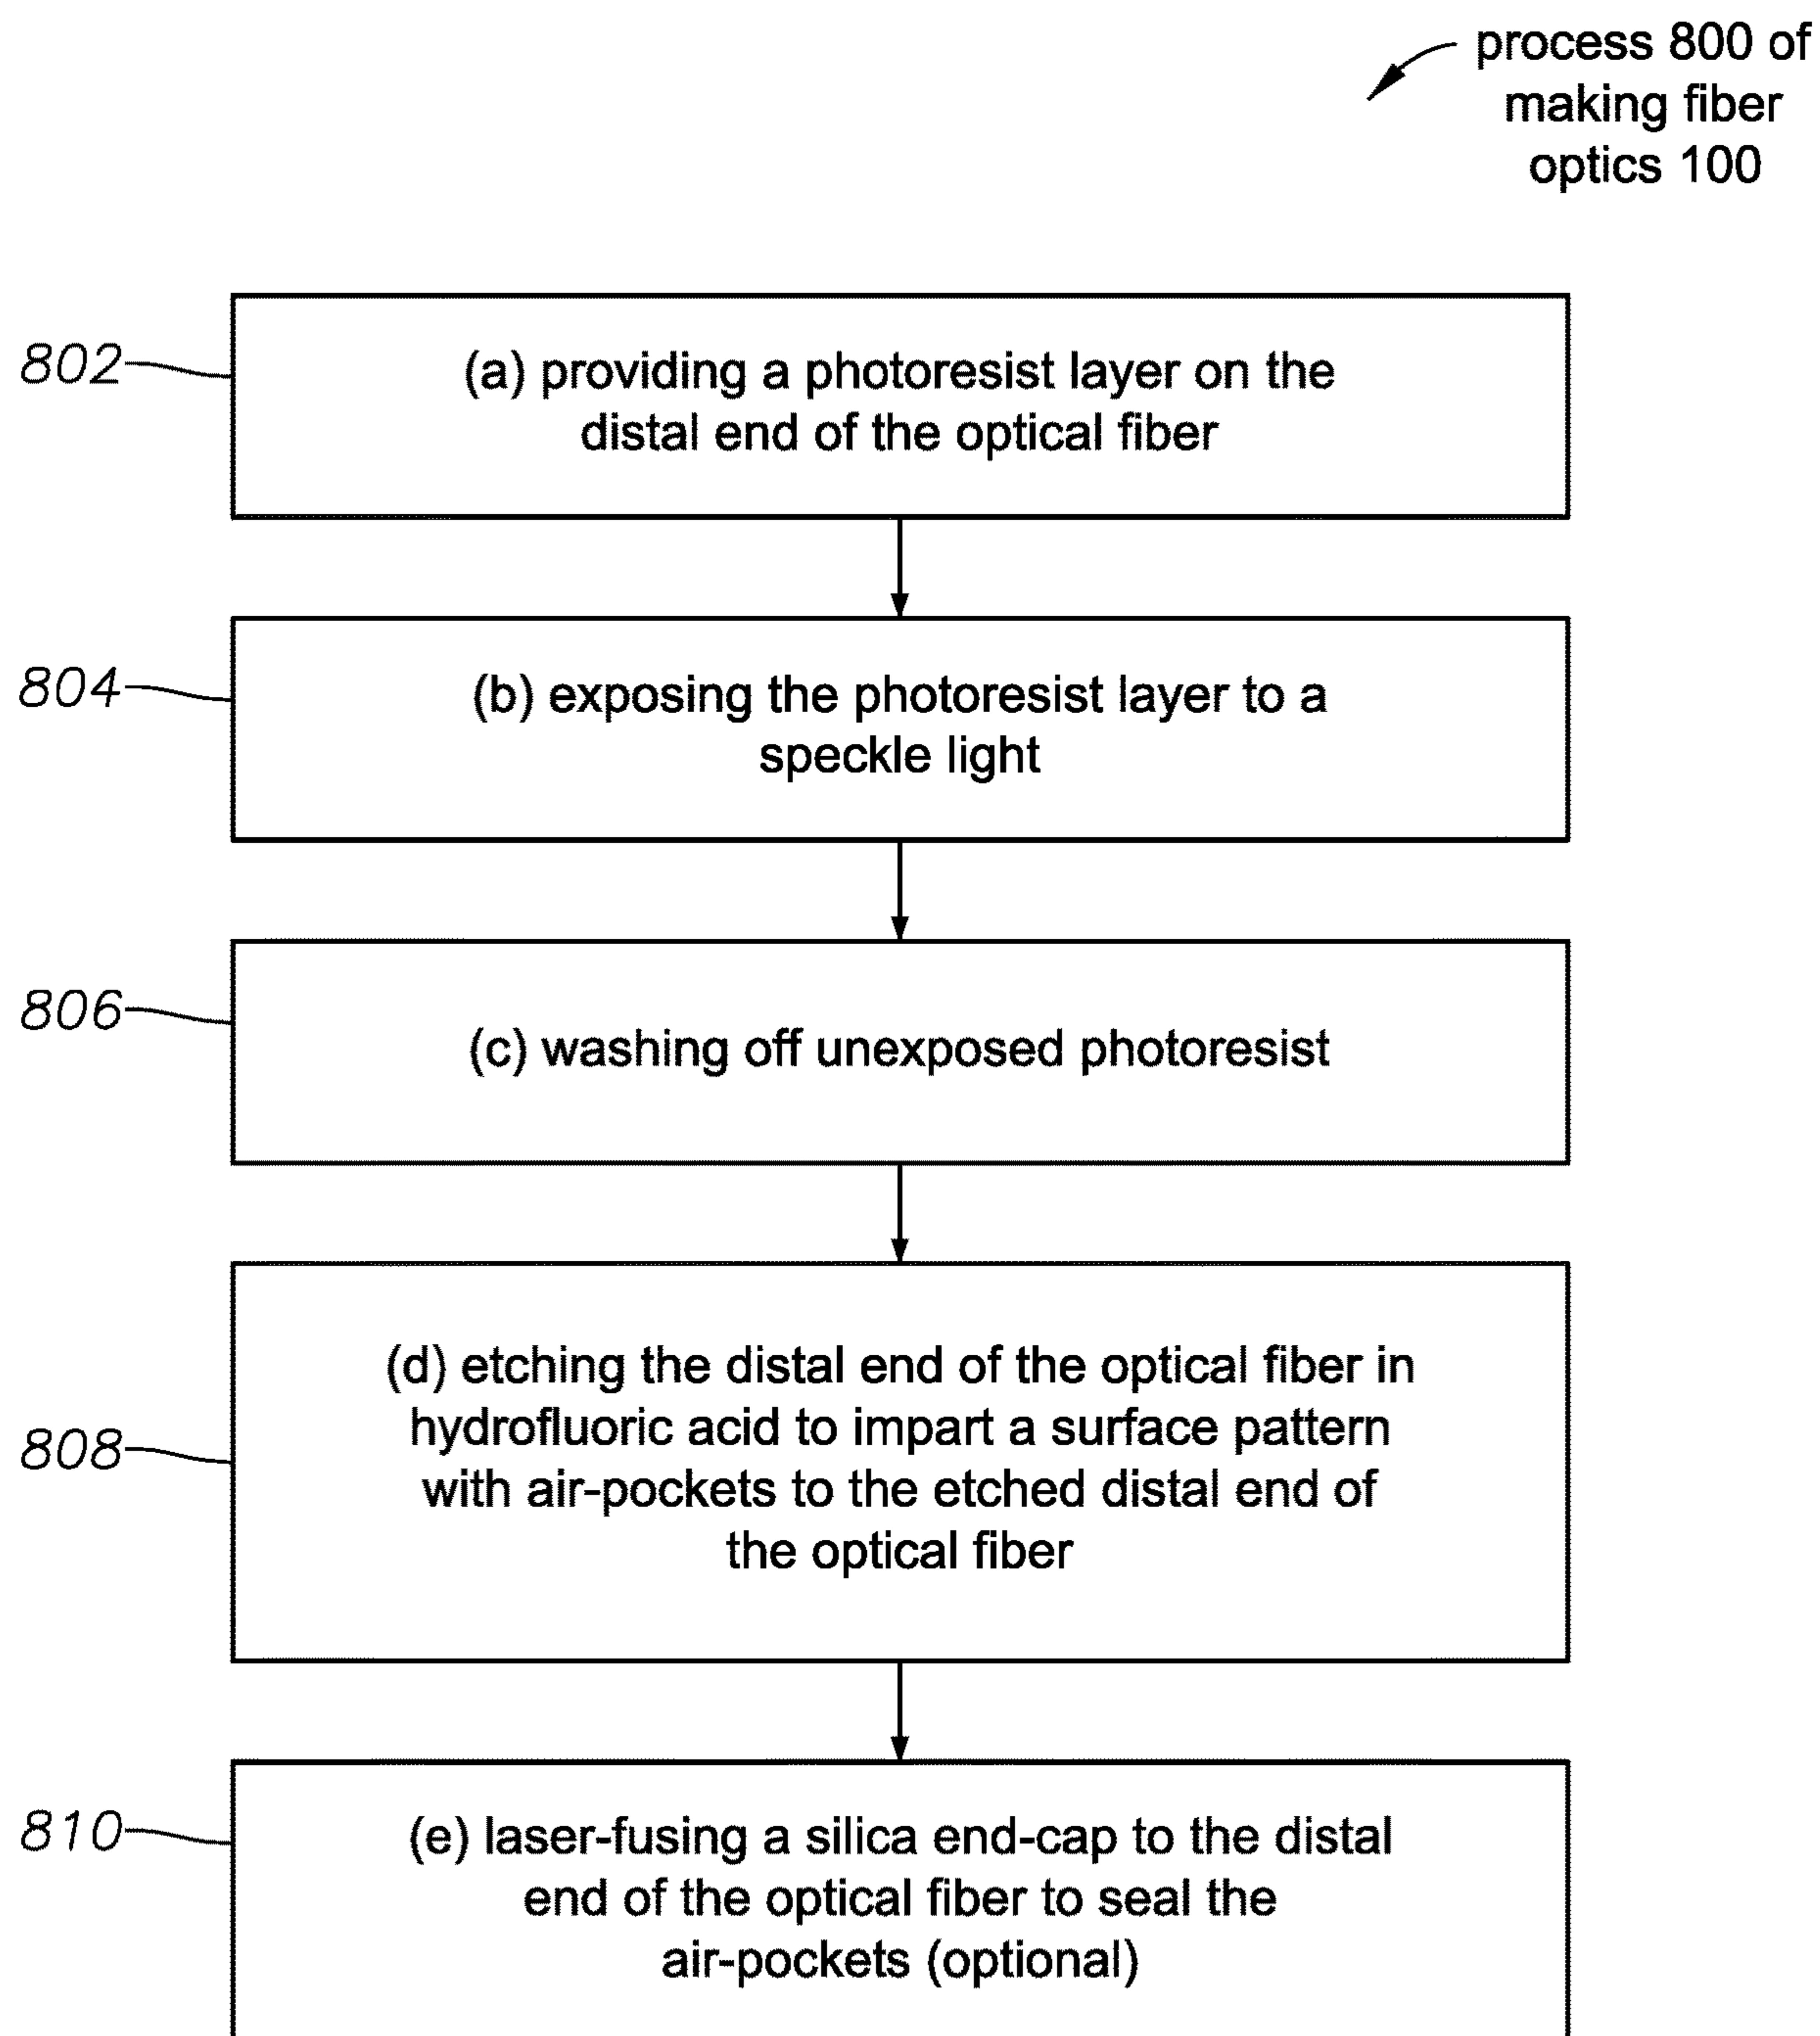 process 800 of
making fiber
optics 100
802
(a) providing a photoresist layer on the
distal end of the optical fiber
804
(b) exposing the photoresist layer to a
speckle light
806
(c) washing off unexposed photoresist
808
(d) etching the distal end of the optical fiber in
hydrofluoric acid to impart a surface pattern
with air-pockets to the etched distal end of
the optical fiber
810
(e) laser-fusing a silica end-cap to the distal
end of the optical fiber to seal the
air-pockets (optional)